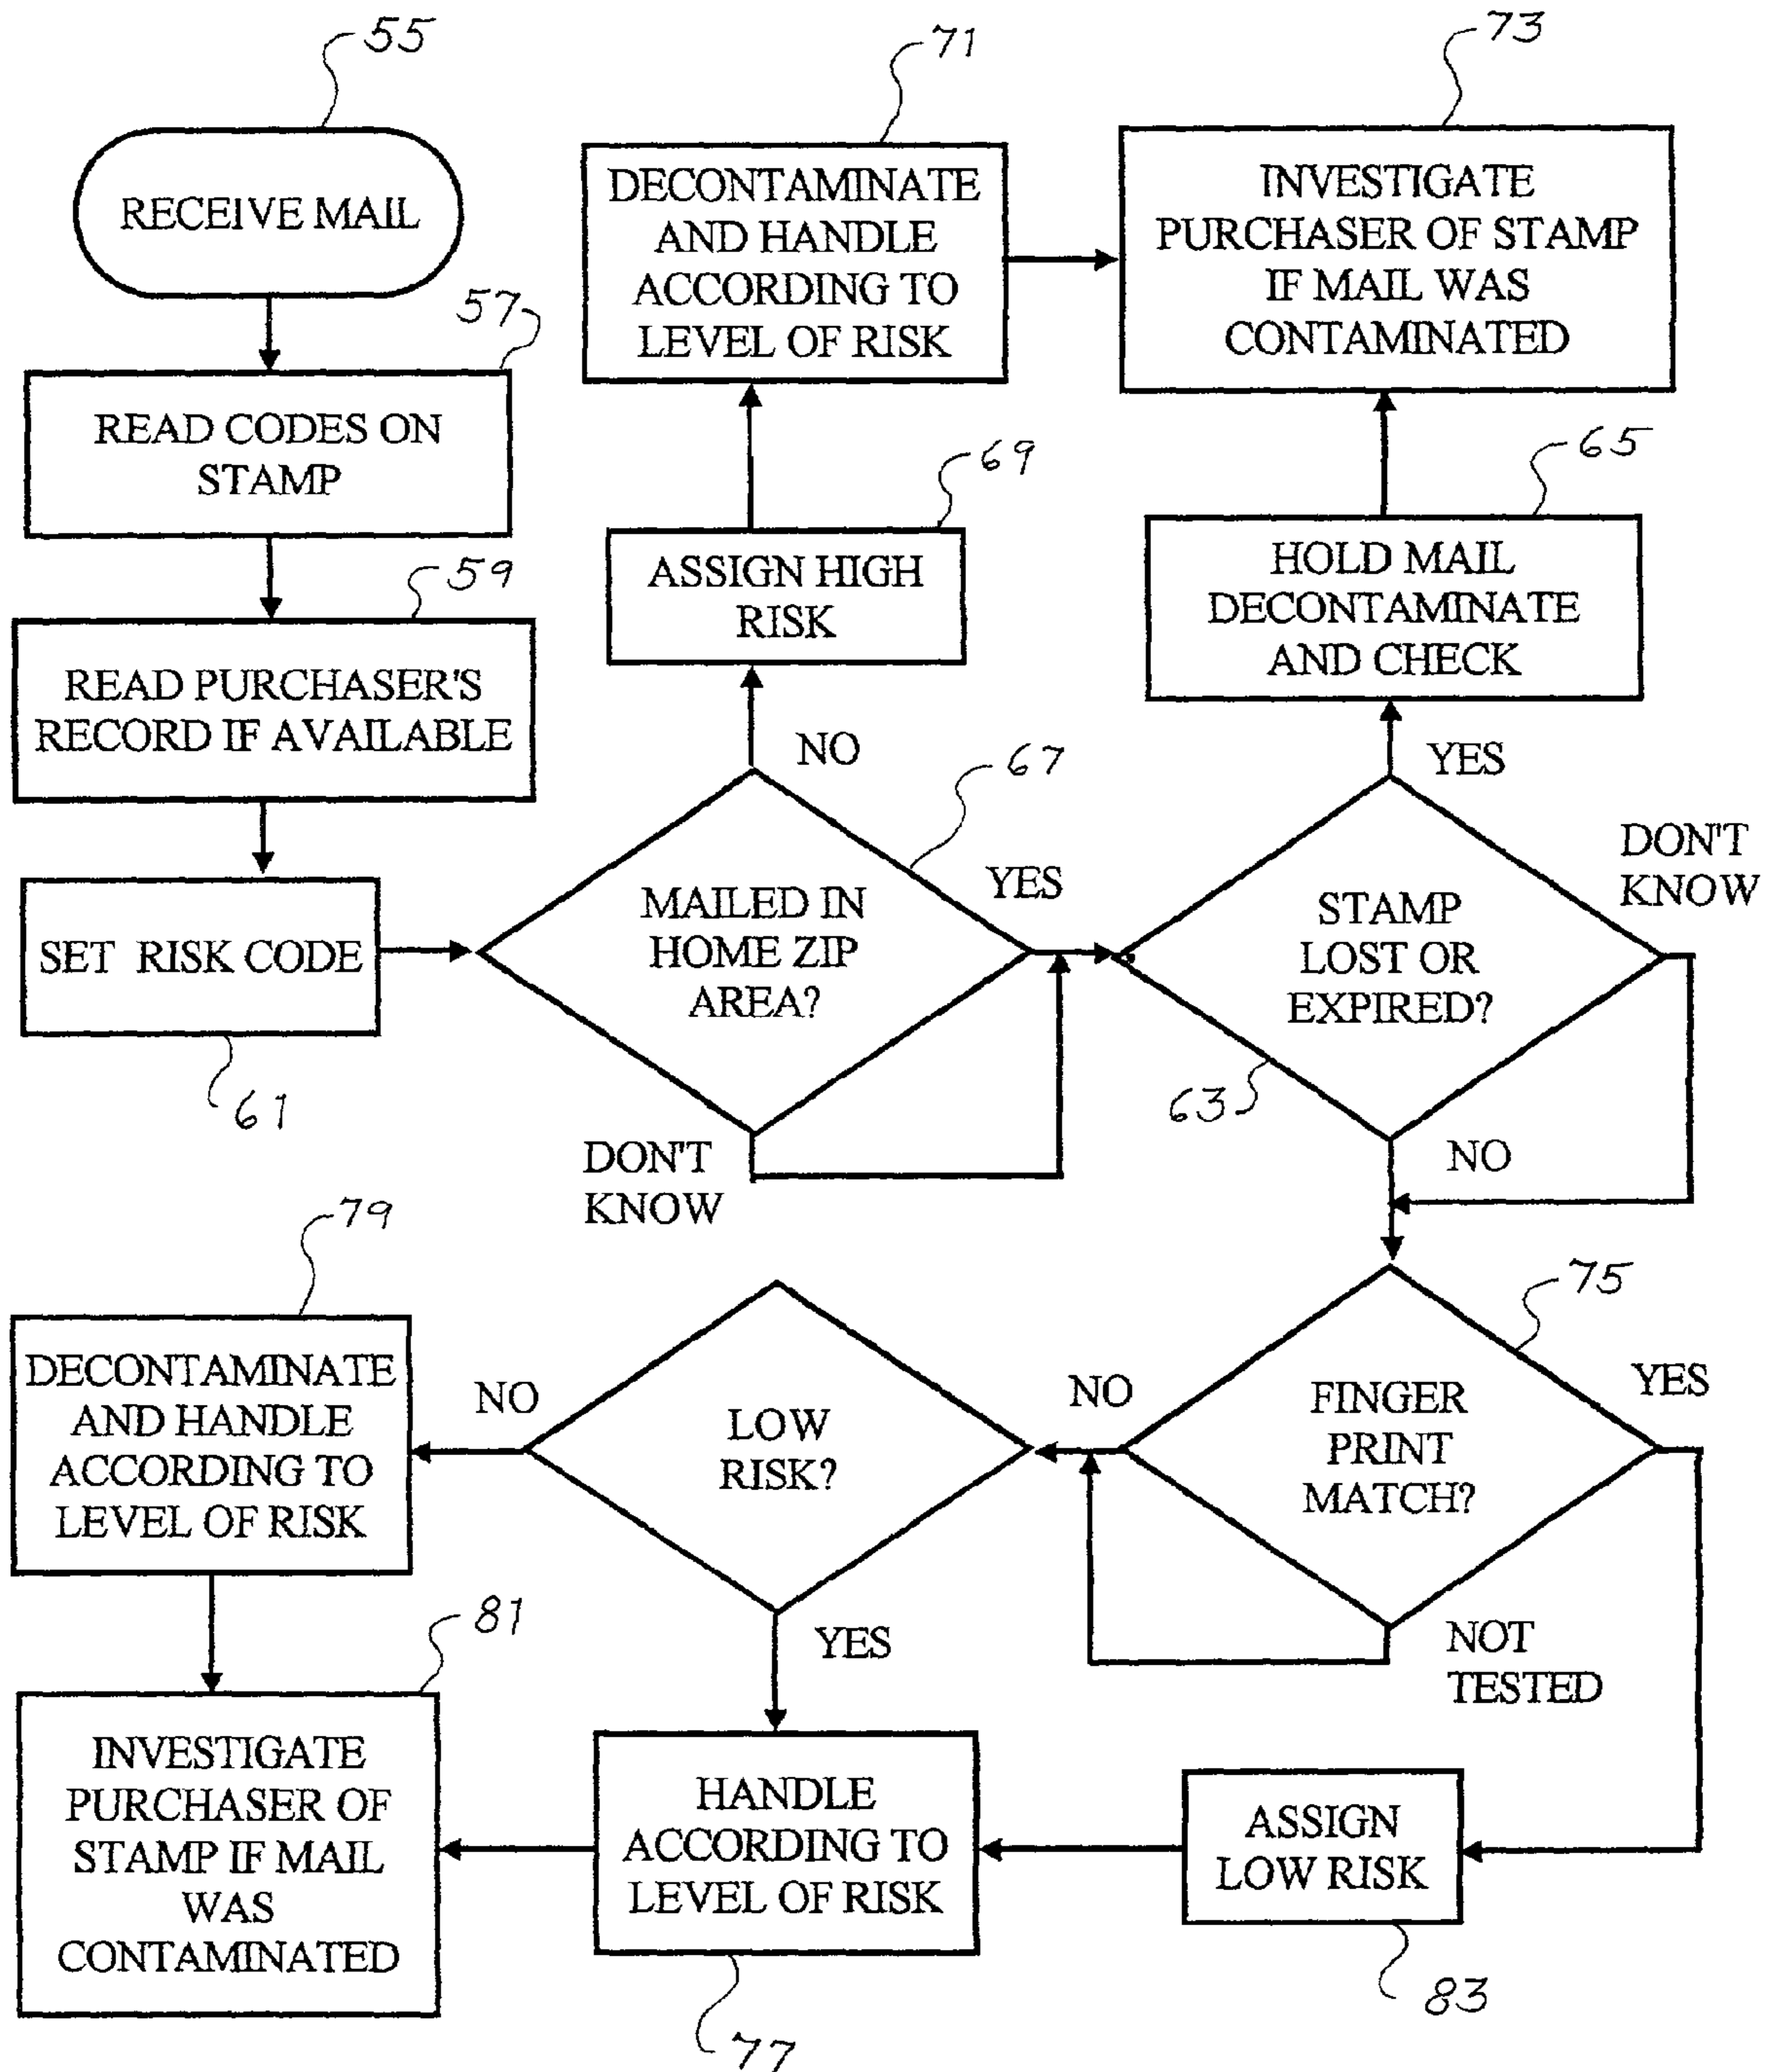 55
RECEIVE MAIL
57
READ CODES ON
STAMP
59
READ PURCHASER'S
RECORD IF AVAILABLE
SET RISK CODE
61
71
DECONTAMINATE
AND HANDLE
ACCORDING TO
LEVEL OF RISK
73
INVESTIGATE
PURCHASER OF STAMP
IF MAIL WAS
CONTAMINATED
69
ASSIGN HIGH
RISK
65
HOLD MAIL
DECONTAMINATE
AND CHECK
NO
67
MAILED IN
HOME ZIP
AREA?
YES
DON'T
KNOW
YES
STAMP
LOST OR
EXPIRED?
DON'T
KNOW
63
NO
75
FINGER
PRINT
MATCH?
YES
NO
NOT
TESTED
LOW
RISK?
NO
YES
79
DECONTAMINATE
AND HANDLE
ACCORDING TO
LEVEL OF RISK
81
INVESTIGATE
PURCHASER OF
STAMP IF MAIL
WAS
CONTAMINATED
HANDLE
ACCORDING TO
LEVEL OF RISK
77
ASSIGN
LOW RISK
83